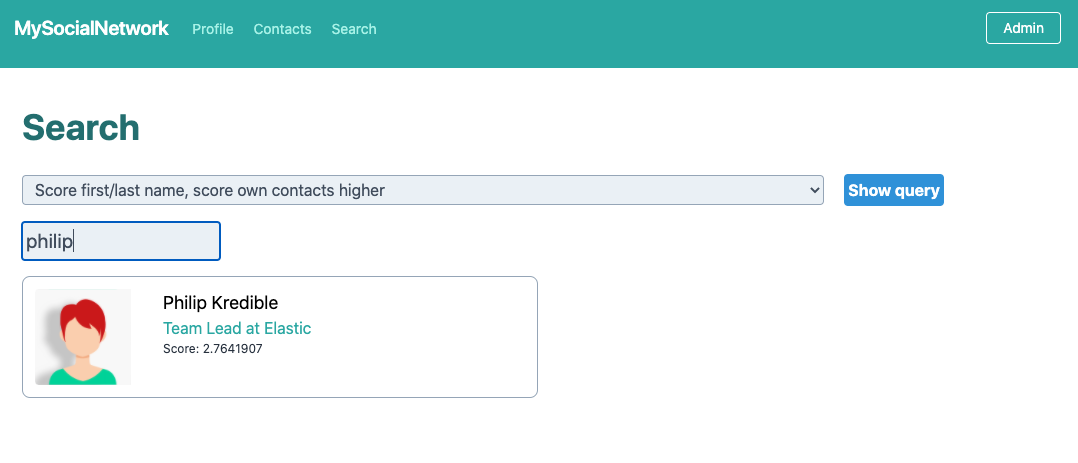 MySocialNetwork Profile Contacts Search Admin
Search
Score first/last name, score own contacts higher Show query
philip
Philip Kredible
Team Lead at Elastic
Score: 2.7641907